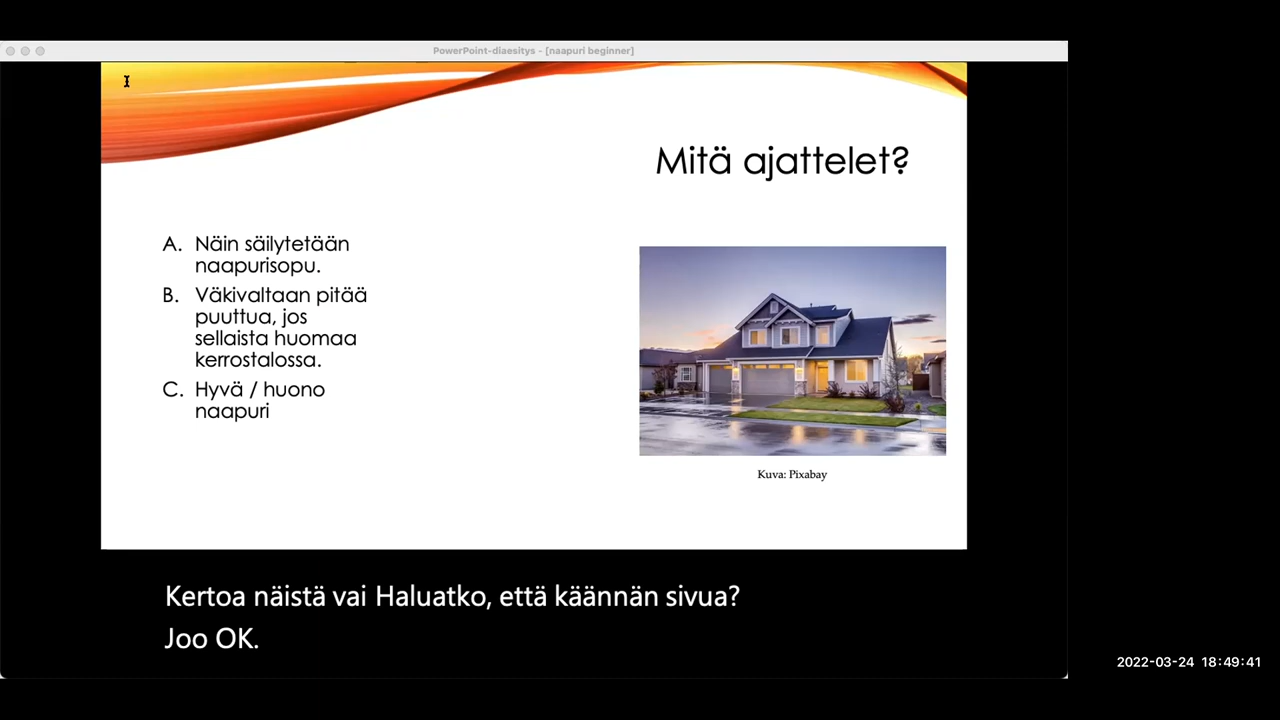 PowerPoint-diaesitys - [naapuri beginner]
Mitä ajattelet?
A. Näin säilytetään
naapurisopu.
B. Väkivaltaan pitää
puuttua, jos
sellaista huomaa
kerrostalossa.
C. Hyvä / huono
naapuri
Kuva: Pixabay
Kertoa näistä vai Haluatko, että käännän sivua?
Joo OK.
2022-03-24 18:49:41